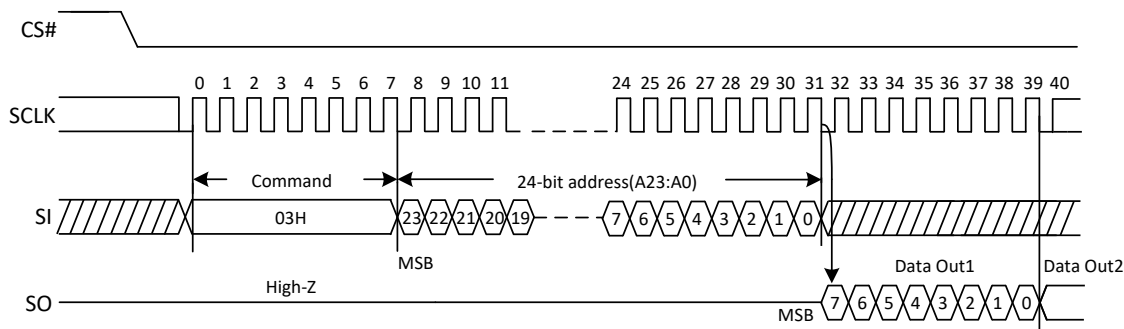 CS#
0 1 2 3 4 5 6 7 8 9 10 11 24 25 26 27 28 29 30 31 32 33 34 35 36 37 38 39 40
SCLK
Command 24-bit address(A23:A0)
SI 03H 23 22 21 20 19 7 6 5 4 3 2 1 0
MSB
High-Z Data Out1 Data Out2
SO 7 6 5 4 3 2 1 0
MSB